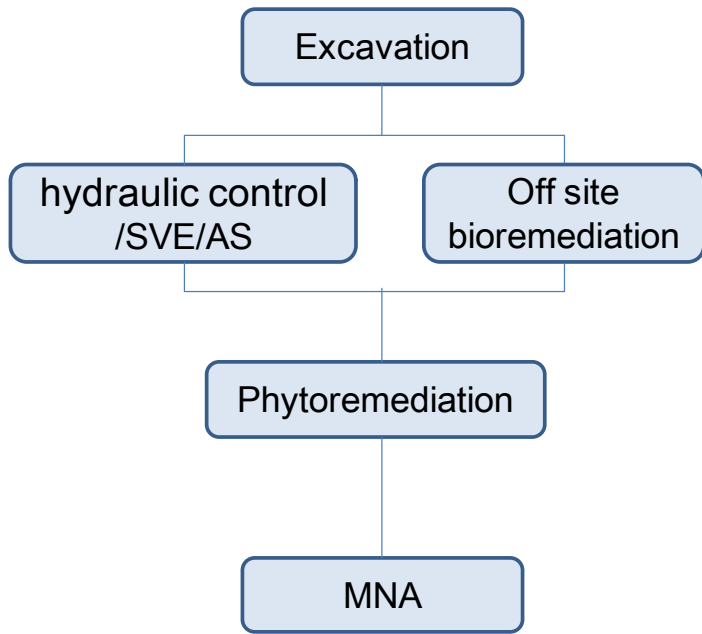 Excavation
hydraulic control
/SVE/AS
Off site
bioremediation
Phytoremediation
MNA